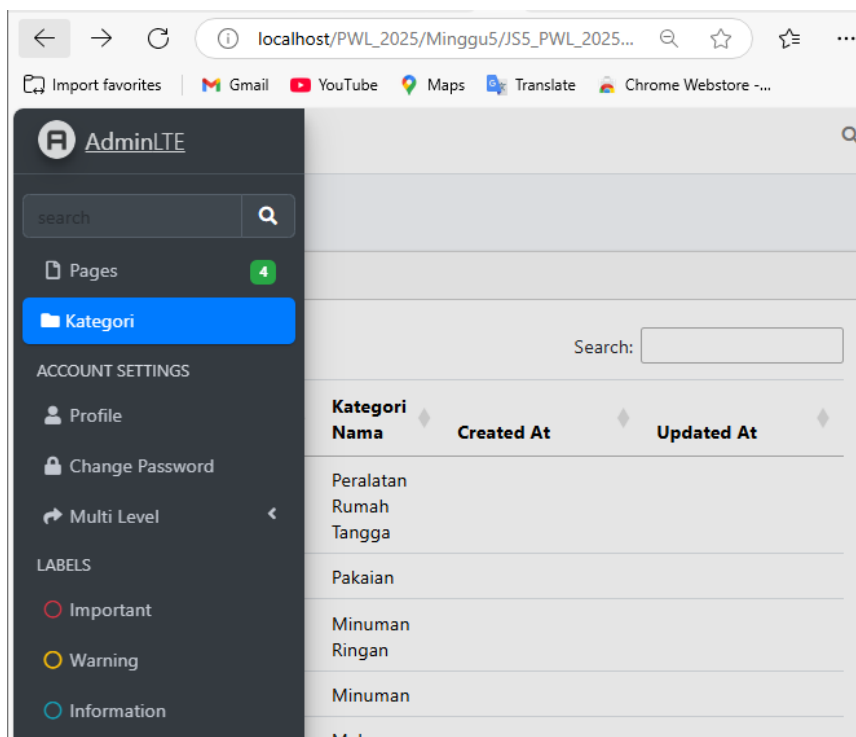 localhost/PWL_2025/Minggu5/JS5_PWL_2025...
Import favorites
Gmail
YouTube
Maps
Translate
Chrome Webstore -...
AdminLTE
search
Pages
4
Kategori
ACCOUNT SETTINGS
Profile
Change Password
Multi Level
LABELS
Important
Warning
Information
Search:
Kategori
Nama
Created At
Updated At
Peralatan
Rumah
Tangga
Pakaian
Minuman
Ringan
Minuman